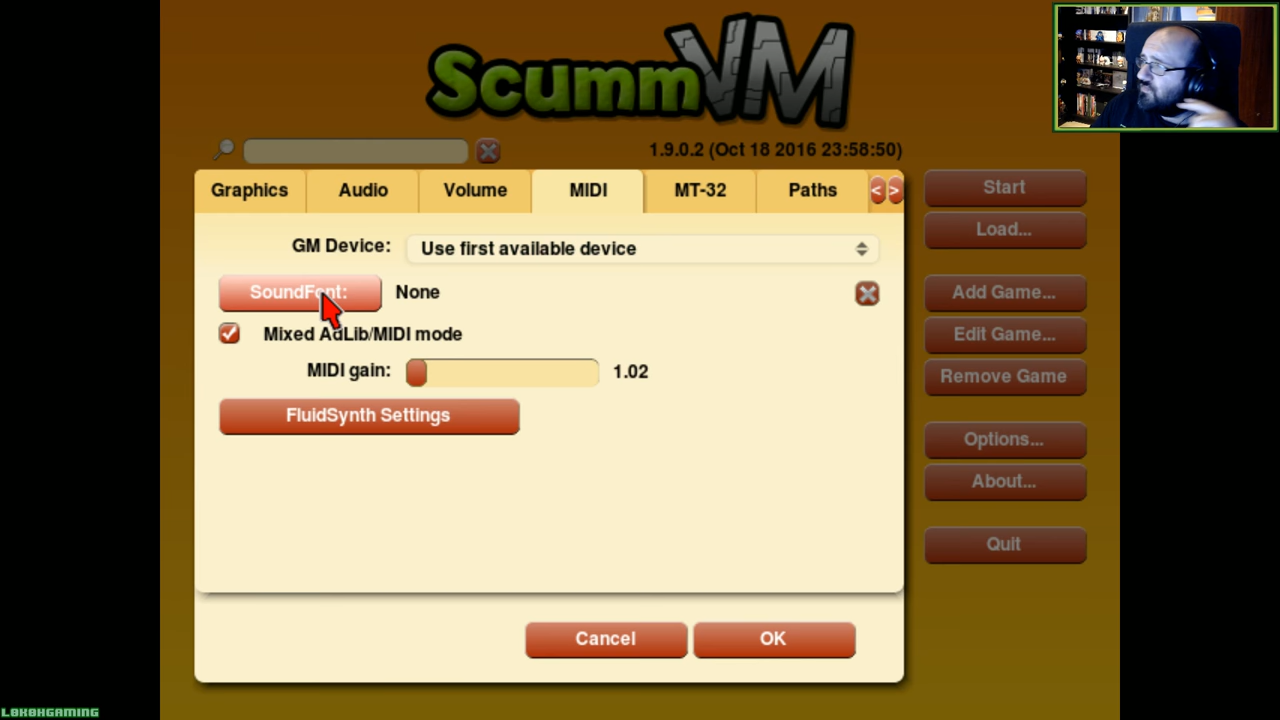 ScummVM
1.9.0.2 (Oct 18 2016 23:58:50)
Graphics Audio Volume MIDI MT-32 Paths < >
GM Device: Use first available device
SoundFont: None
Mixed AdLib/MIDI mode
MIDI gain: 1.02
FluidSynth Settings
Cancel OK
Start
Load...
Add Game...
Edit Game...
Remove Game
Options...
About...
Quit
L0K0HGAMING